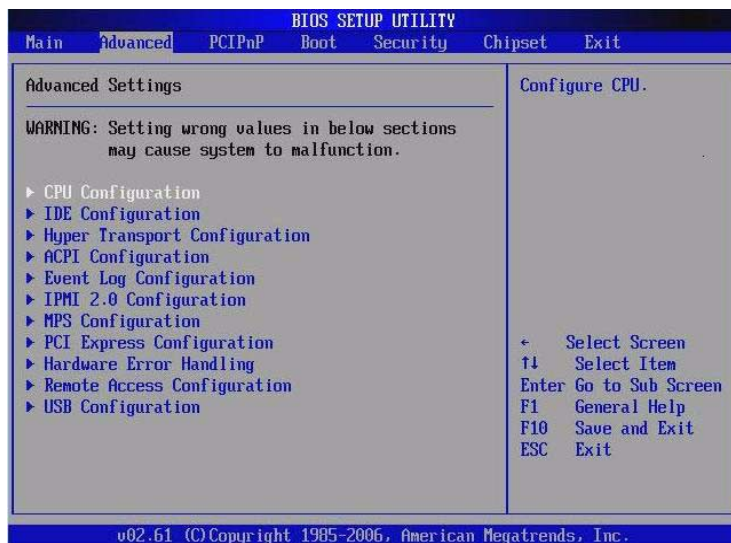 BIOS SETUP UTILITY
Main Advanced PCIPnP Boot Security Chipset Exit
Advanced Settings
WARNING: Setting wrong values in below sections
may cause system to malfunction.
▶ CPU Configuration
▶ IDE Configuration
▶ Hyper Transport Configuration
▶ ACPI Configuration
▶ Event Log Configuration
▶ IPMI 2.0 Configuration
▶ MPS Configuration
▶ PCI Express Configuration
▶ Hardware Error Handling
▶ Remote Access Configuration
▶ USB Configuration
Configure CPU.
← Select Screen
↑↓ Select Item
Enter Go to Sub Screen
F1 General Help
F10 Save and Exit
ESC Exit
v02.61 (C)Copyright 1985-2006, American Megatrends, Inc.